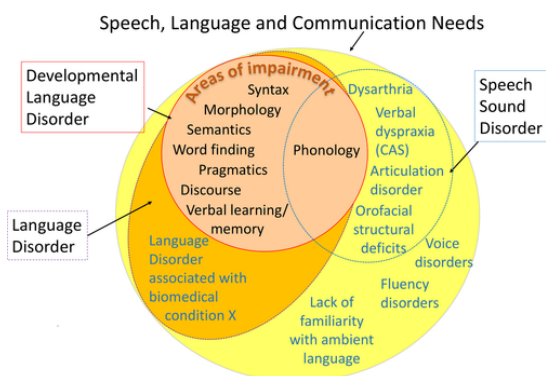 Speech, Language and Communication Needs
Developmental
Language
Disorder
Areas of impairment
Syntax
Morphology
Semantics
Word finding
Pragmatics
Discourse
Verbal learning/
memory
Phonology
Dysarthria
Verbal
dyspraxia
(CAS)
Articulation
disorder
Orofacial
structural
deficits
Speech
Sound
Disorder
Language
Disorder
Language
Disorder
associated with
biomedical
condition X
Voice
disorders
Fluency
disorders
Lack of
familiarity
with ambient
language